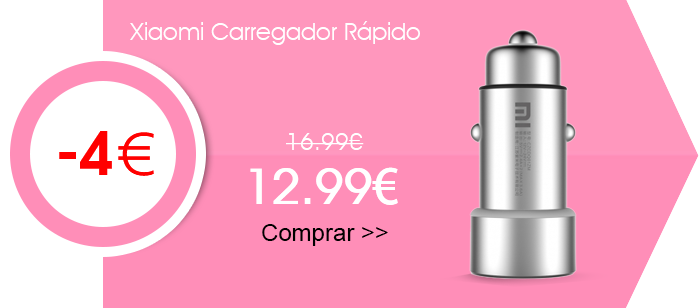 Xiaomi Carregador Rápido
-4€
16.99€
12.99€
Comprar >>
MI